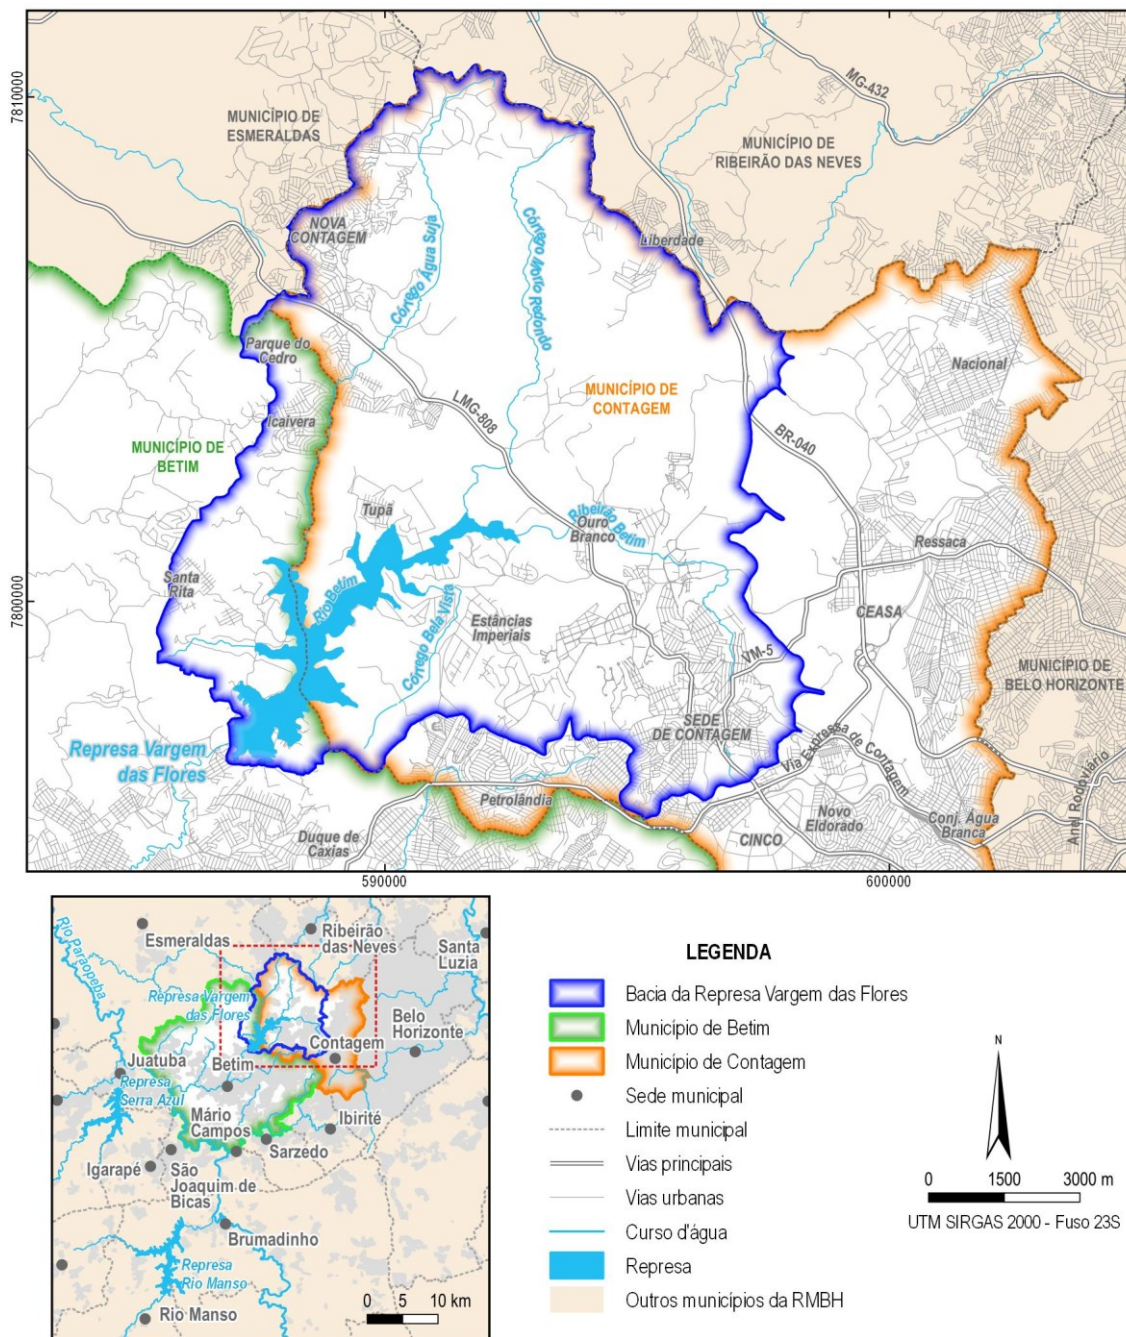 7810000
MG-432
MUNICÍPIO DE
ESMERALDAS
MUNICÍPIO DE
RIBEIRÃO DAS NEVES
NOVA
CONTAGEM
Liberdade
Córrego Água Suja
Córrego Morro Redondo
Parque do
Cedro
Nacional
MUNICÍPIO DE
CONTAGEM
LMG-808
Icaivera
BR-040
MUNICÍPIO DE
BETIM
Tupã
Ribeirão Betim
Ouro
Branco
Ressaca
Santa
Rita
Rio Betim
7800000
CEASA
Estâncias
Imperiais
Córrego Bela Vista
VM-5
MUNICÍPIO DE
BELO HORIZONTE
SEDE
DE CONTAGEM
Represa Vargem
das Flores
Via Expressa de Contagem
Petrolândia
Novo
Eldorado
Conj. Água
Branca
Anel Rodoviário
Duque de
Caxias
CINCO
590000
600000
Rio Paraopeba
Esmeraldas
Ribeirão
das Neves
Santa
Luzia
Represa Vargem
das Flores
Belo
Horizonte
Contagem
Juatuba
Betim
Represa
Serra Azul
Mário
Campos
Ibirité
Sarzedo
Igarapé
São
Joaquim de
Bicas
Brumadinho
Represa
Rio Manso
Rio Manso
0 5 10 km
LEGENDA
Bacia da Represa Vargem das Flores
Município de Betim
Município de Contagem
Sede municipal
Limite municipal
Vias principais
Vias urbanas
Curso d'água
Represa
Outros municípios da RMBH
N
0 1500 3000 m
UTM SIRGAS 2000 - Fuso 23S